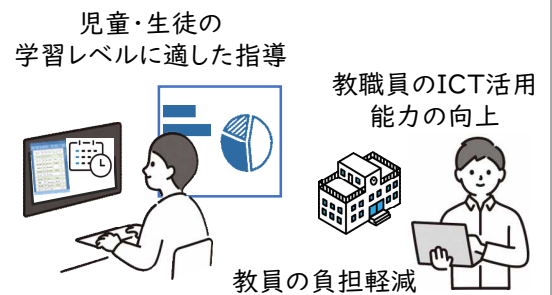 児童・生徒の
学習レベルに適した指導
教職員のICT活用
能力の向上
教員の負担軽減